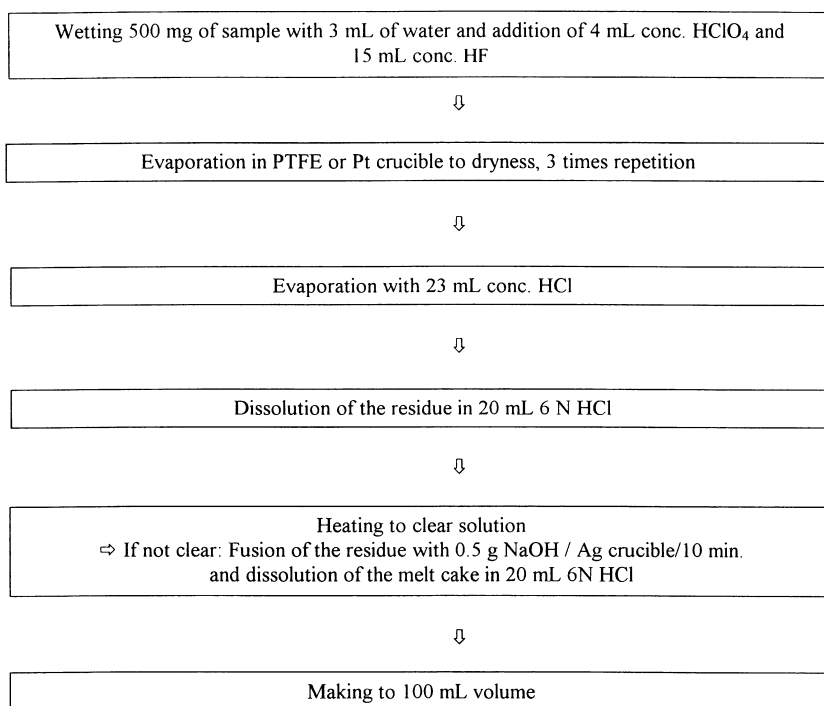 Wetting 500 mg of sample with 3 mL of water and addition of 4 mL conc. HClO₄ and
15 mL conc. HF
⇩
Evaporation in PTFE or Pt crucible to dryness, 3 times repetition
⇩
Evaporation with 23 mL conc. HCl
⇩
Dissolution of the residue in 20 mL 6 N HCl
⇩
Heating to clear solution
⇨ If not clear: Fusion of the residue with 0.5 g NaOH / Ag crucible/10 min.
and dissolution of the melt cake in 20 mL 6N HCl
⇩
Making to 100 mL volume